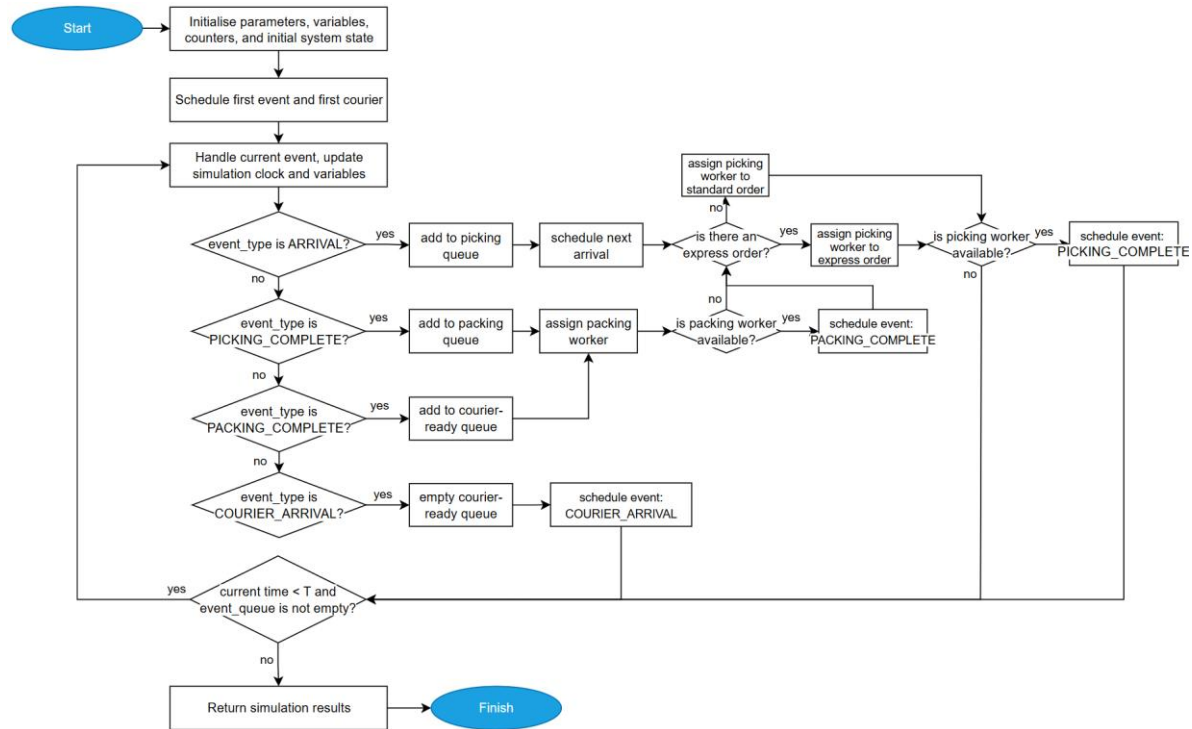 Start
Initialise parameters, variables,
counters, and initial system state
Schedule first event and first courier
Handle current event, update
simulation clock and variables
assign picking
worker to
standard order
no
event_type is ARRIVAL?
yes
add to picking
queue
schedule next
arrival
is there an
express order?
yes
assign picking
worker to
express order
is picking worker
available?
yes
schedule event:
PICKING_COMPLETE
no
no
no
event_type is
PICKING_COMPLETE?
yes
add to packing
queue
assign packing
worker
is packing worker
available?
yes
schedule event:
PACKING_COMPLETE
no
event_type is
PACKING_COMPLETE?
yes
add to courier-
ready queue
no
event_type is
COURIER_ARRIVAL?
yes
empty courier-
ready queue
schedule event:
COURIER_ARRIVAL
yes
current time < T and
event_queue is not empty?
no
Return simulation results
Finish